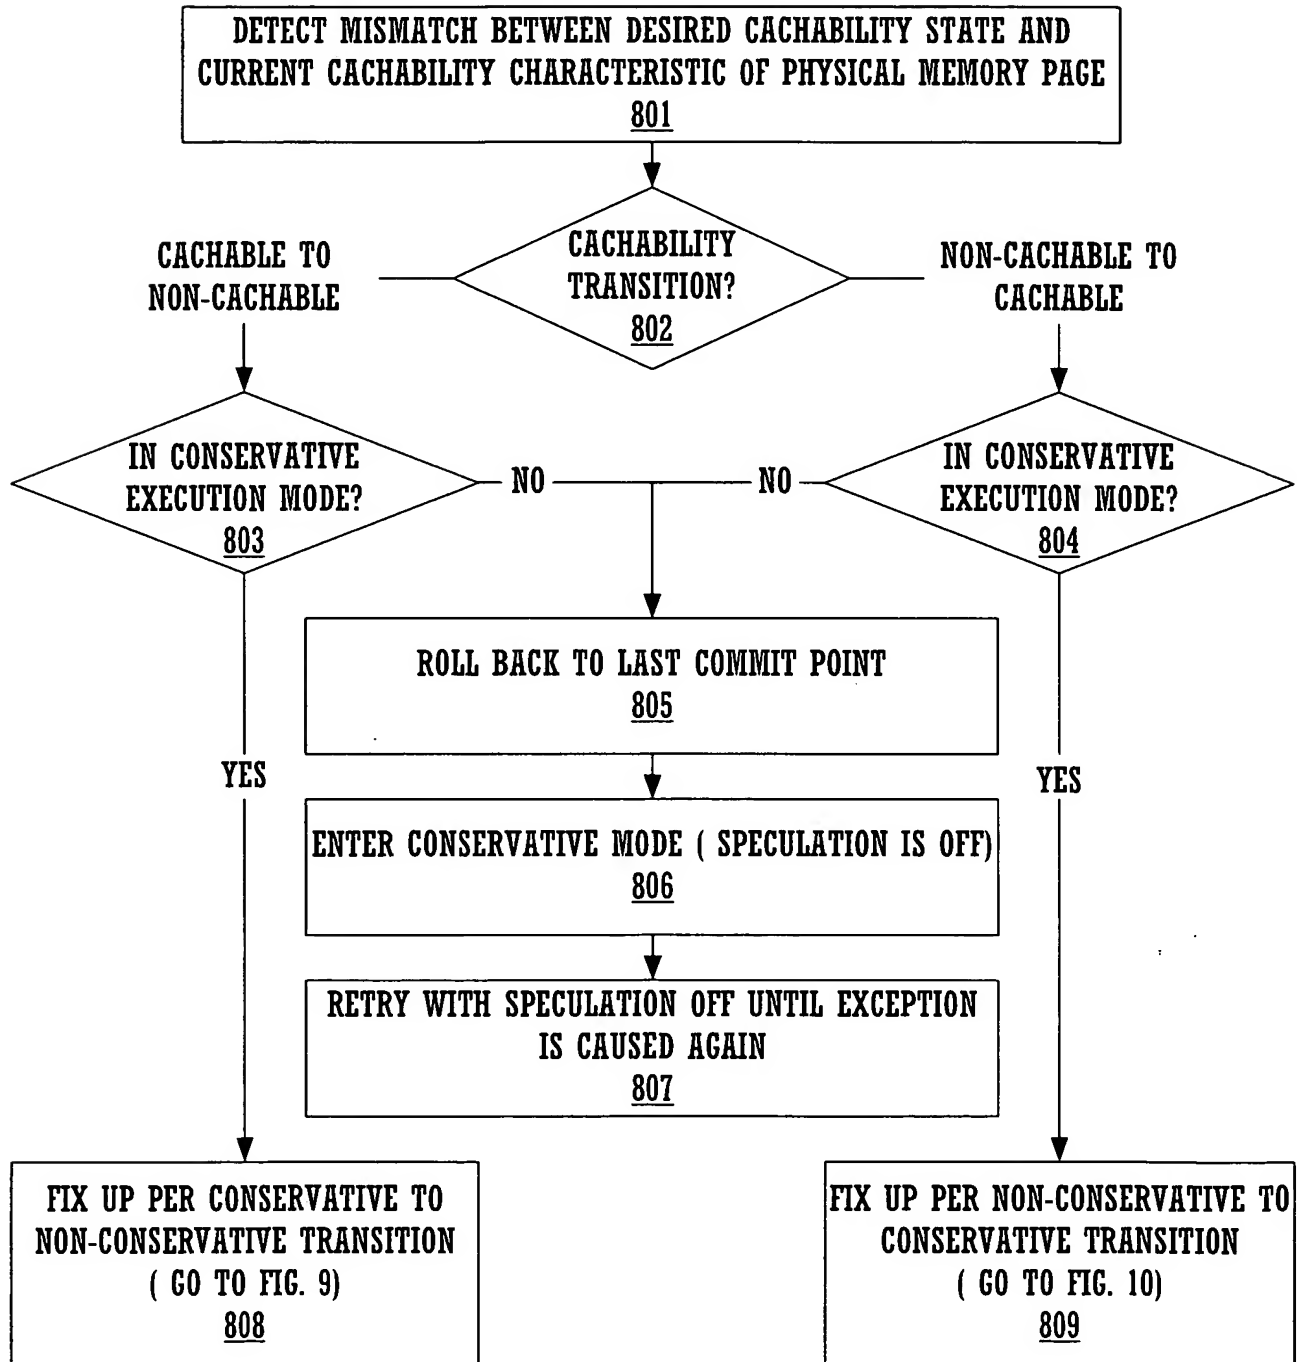 DETECT MISMATCH BETWEEN DESIRED CACHABILITY STATE AND
CURRENT CACHABILITY CHARACTERISTIC OF PHYSICAL MEMORY PAGE
801
CACHABILITY
TRANSITION?
802
CACHABLE TO
NON-CACHABLE
NON-CACHABLE TO
CACHABLE
IN CONSERVATIVE
EXECUTION MODE?
803
NO
NO
IN CONSERVATIVE
EXECUTION MODE?
804
ROLL BACK TO LAST COMMIT POINT
805
YES
YES
ENTER CONSERVATIVE MODE ( SPECULATION IS OFF)
806
RETRY WITH SPECULATION OFF UNTIL EXCEPTION
IS CAUSED AGAIN
807
FIX UP PER CONSERVATIVE TO
NON-CONSERVATIVE TRANSITION
( GO TO FIG. 9)
808
FIX UP PER NON-CONSERVATIVE TO
CONSERVATIVE TRANSITION
( GO TO FIG. 10)
809